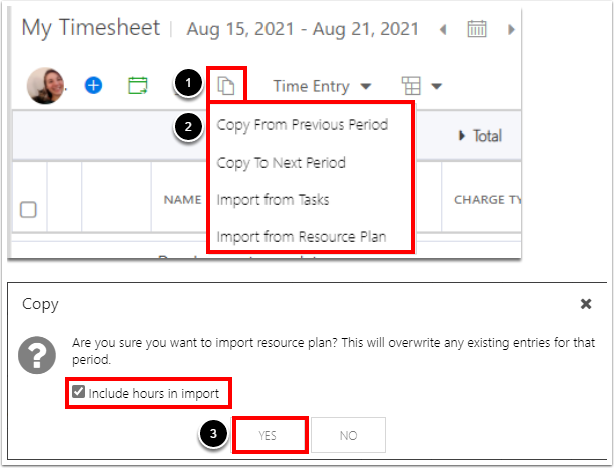 My Timesheet | Aug 15, 2021 - Aug 21, 2021
1
Time Entry
2
Copy From Previous Period
Total
Copy To Next Period
NAME
Import from Tasks
CHARGE TY
Import from Resource Plan
Copy
Are you sure you want to import resource plan? This will overwrite any existing entries for that
period.
Include hours in import
3
YES
NO